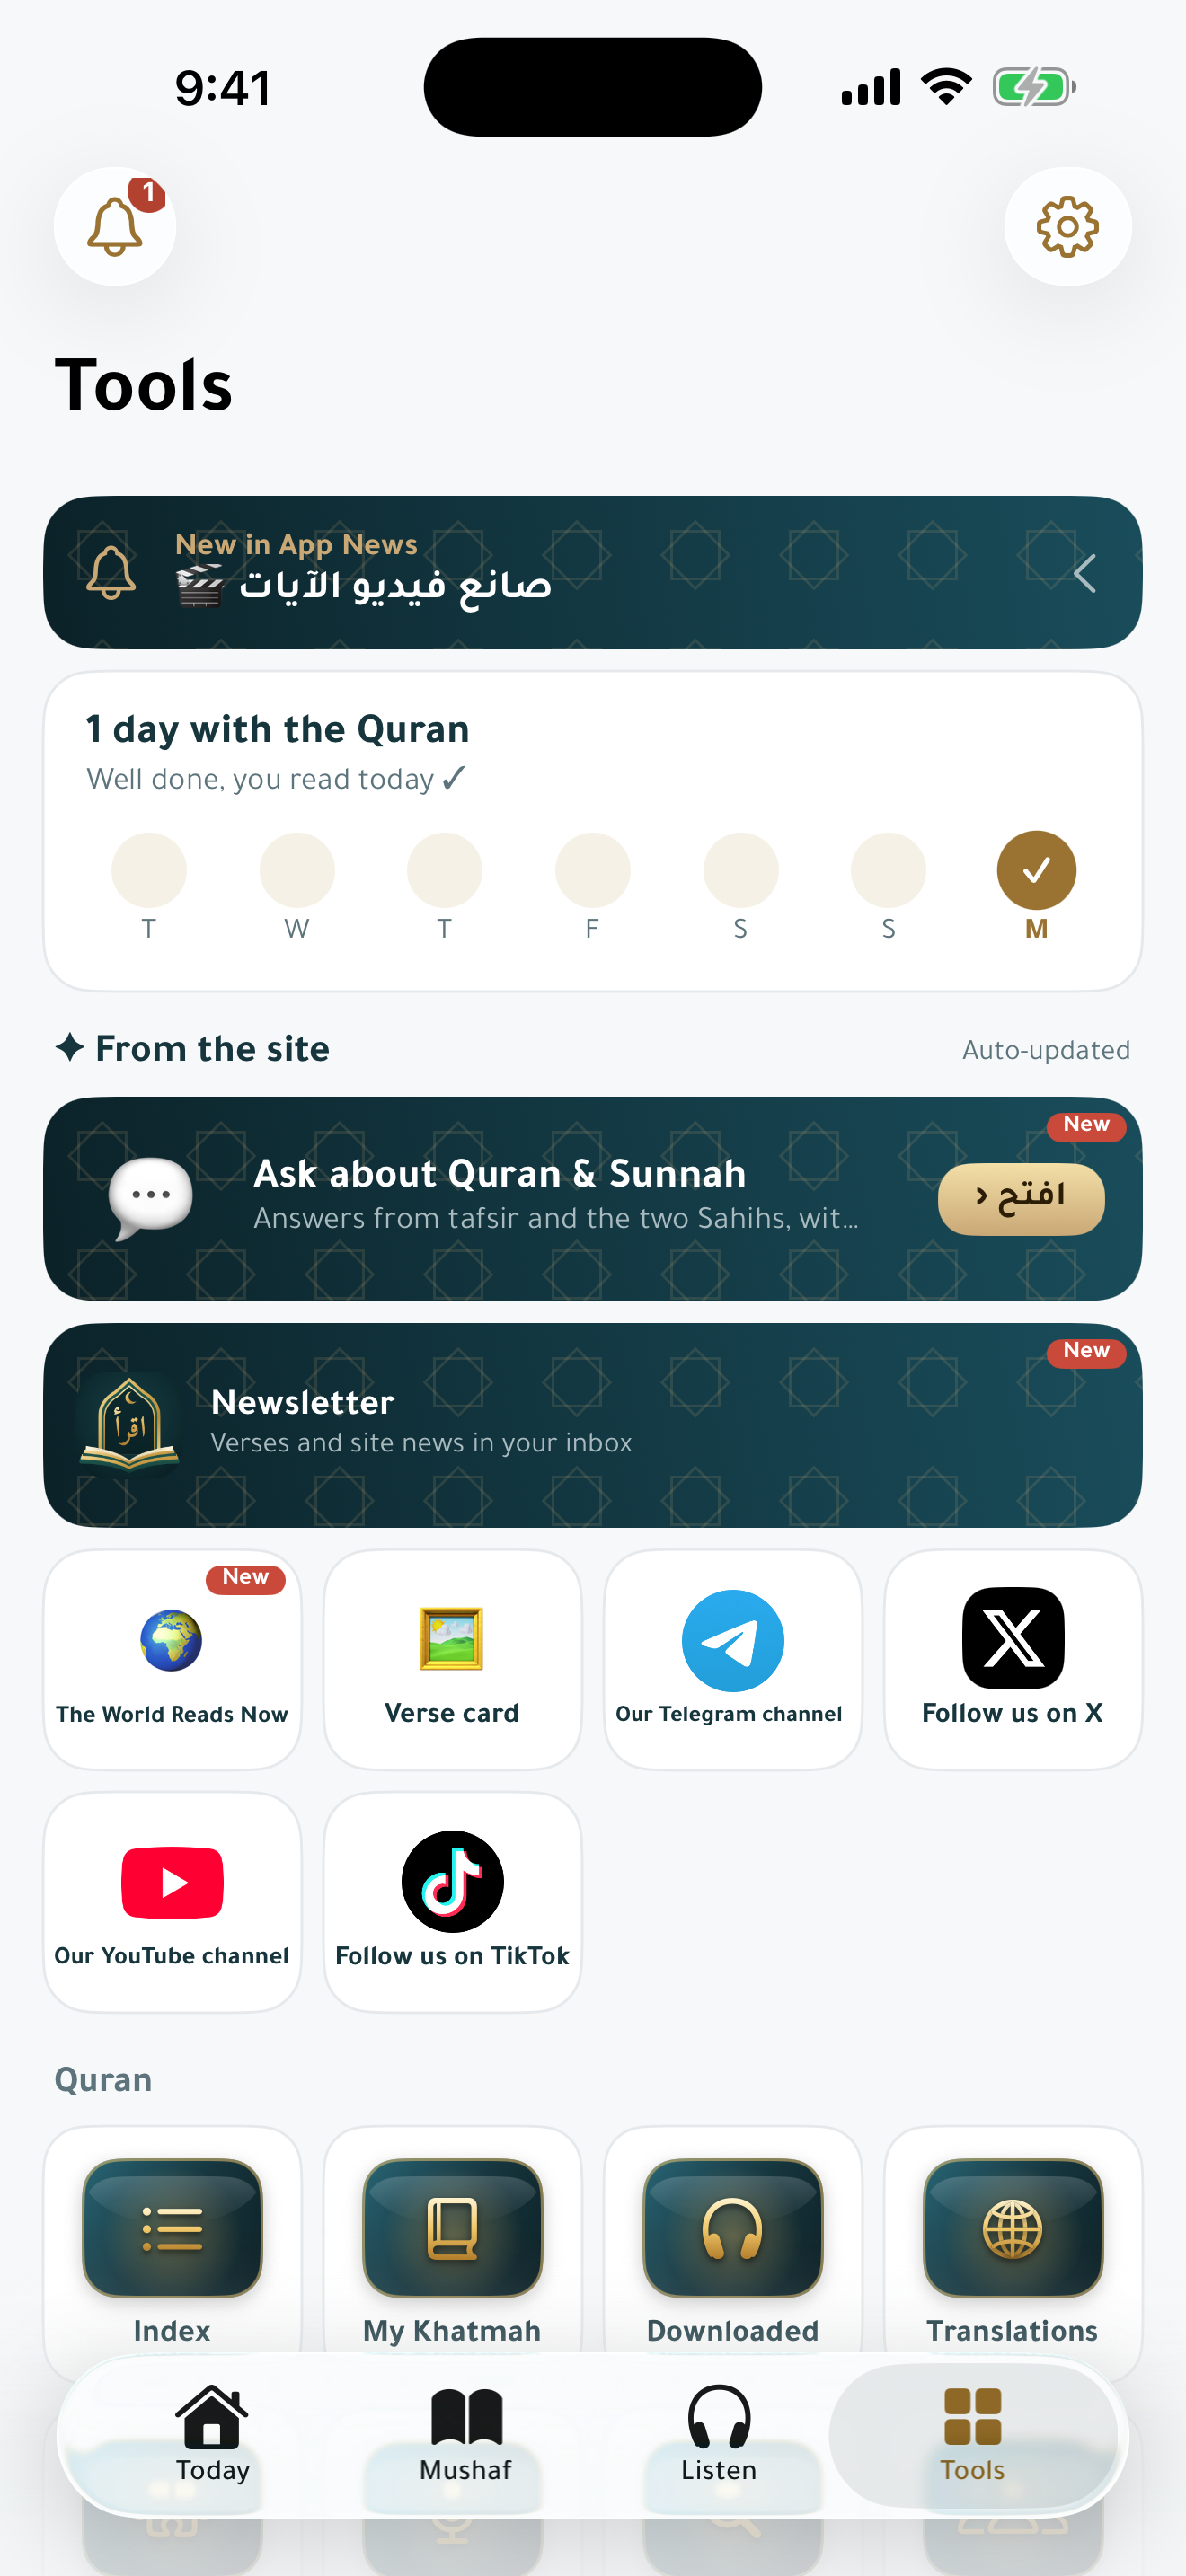 9:41
1
Tools
New in App News
🎬 صانع فيديو الآيات
1 day with the Quran
Well done, you read today ✓
T W T F S S M
✦ From the site
Auto-updated
New
Ask about Quran & Sunnah
Answers from tafsir and the two Sahihs, wit...
افتح ‹
New
Newsletter
Verses and site news in your inbox
اقرأ
New
The World Reads Now
Verse card
Our Telegram channel
Follow us on X
Our YouTube channel
Follow us on TikTok
Quran
Index
My Khatmah
Downloaded
Translations
Today
Mushaf
Listen
Tools